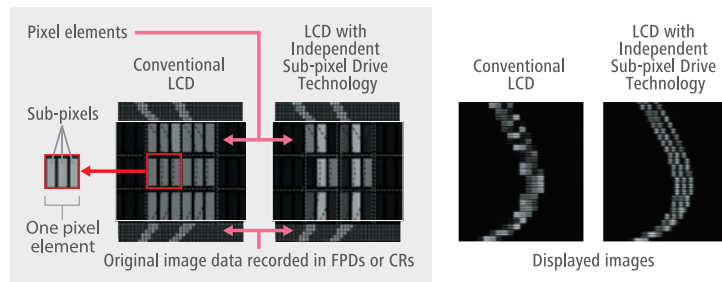 Pixel elements
Conventional
LCD
LCD with
Independent
Sub-pixel Drive
Technology
Sub-pixels
One pixel
element
Original image data recorded in FPDs or CRs
Conventional
LCD
LCD with
Independent
Sub-pixel Drive
Technology
Displayed images